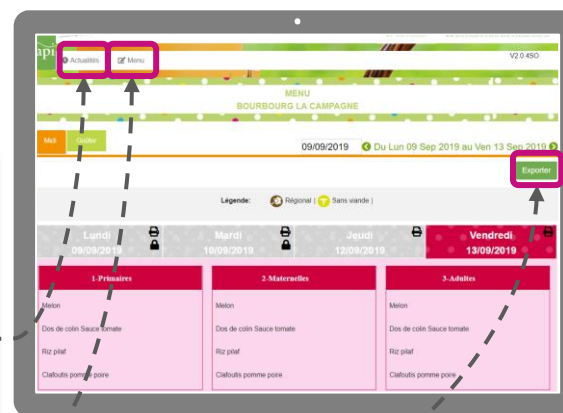 api
Actualités Menu V2.0.4SO
MENU
BOURBOURG LA CAMPAGNE
Midi Goûter
09/09/2019 Du Lun 09 Sep 2019 au Ven 13 Sep 2019
Exporter
Légende: Régional | Sans viande |
Lundi Mardi Jeudi Vendredi
09/09/2019 10/09/2019 12/09/2019 13/09/2019
1-Primaires 2-Maternelles 3-Adultes
Melon Melon Melon
Dos de colin Sauce tomate Dos de colin Sauce tomate Dos de colin Sauce tomate
Riz pilaf Riz pilaf Riz pilaf
Clafoutis pomme poire Clafoutis pomme poire Clafoutis pomme poire